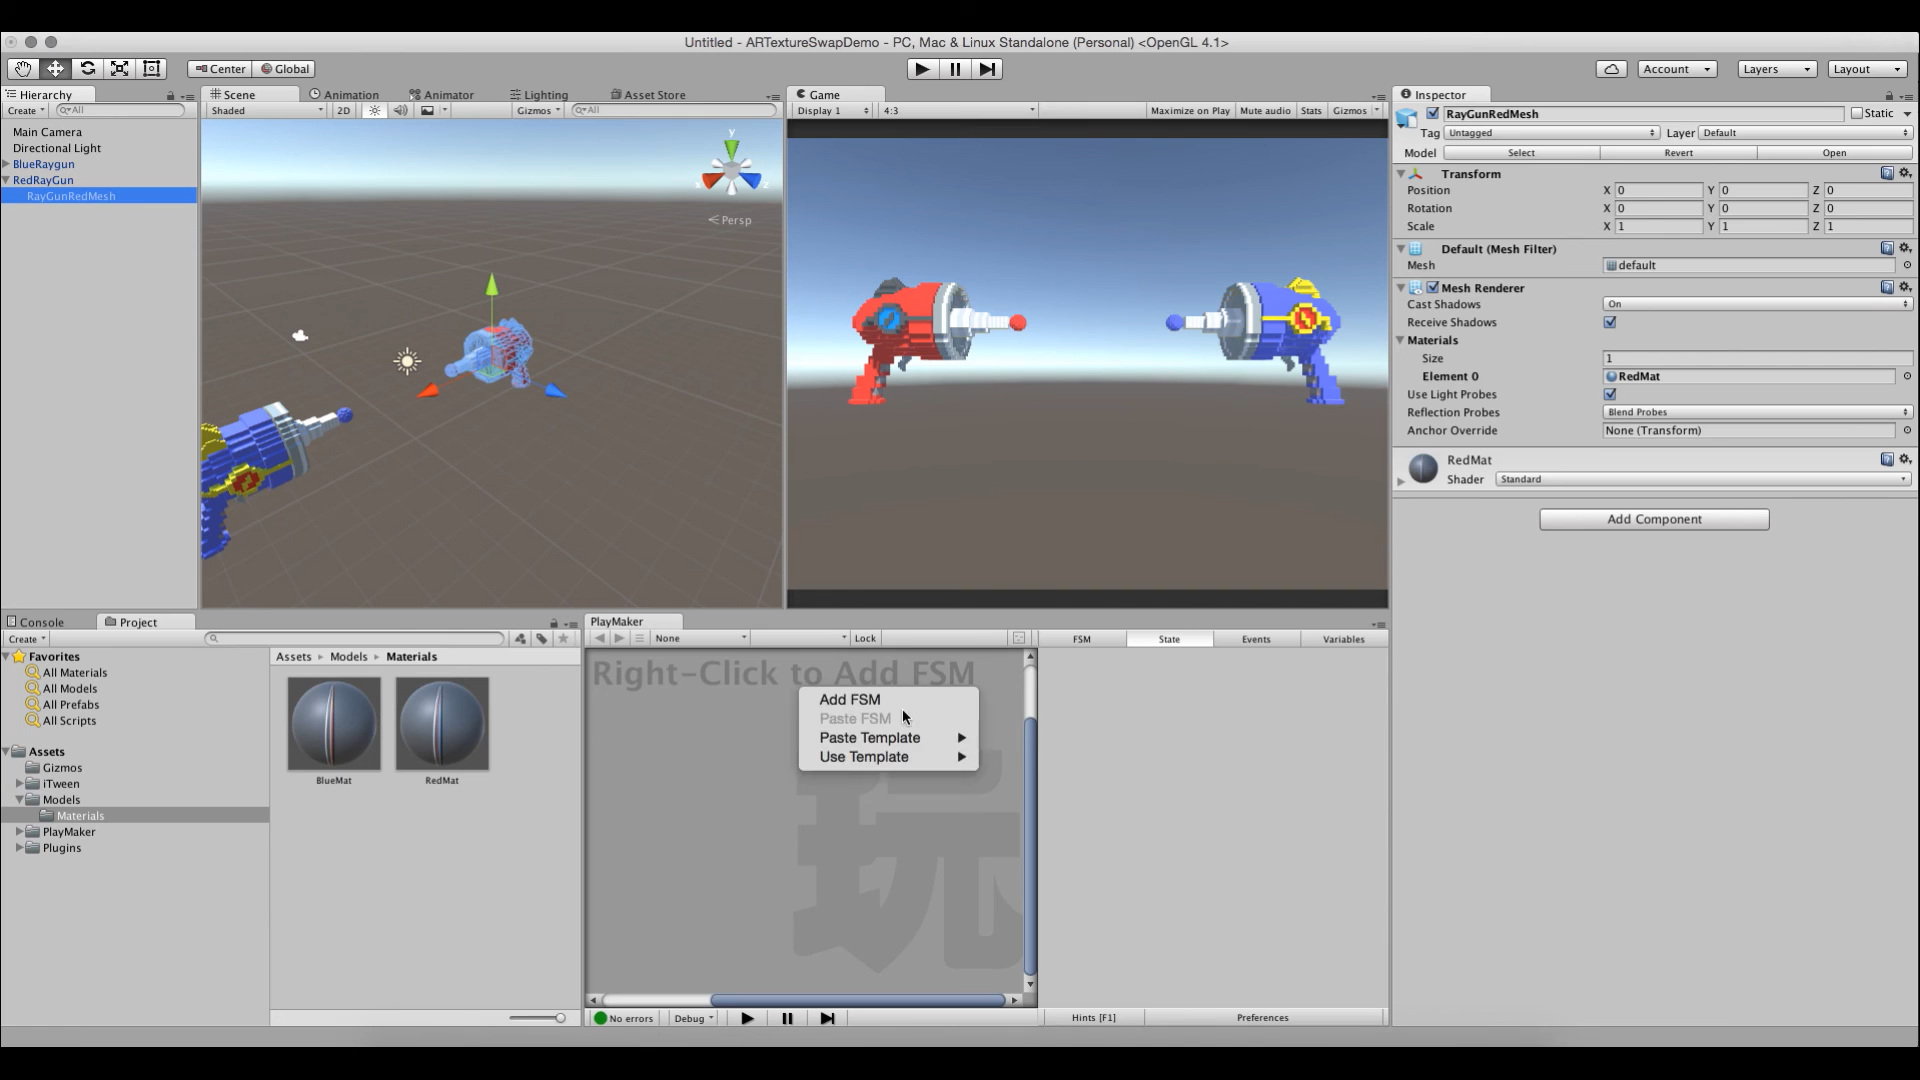 Untitled - ARTextureSwapDemo - PC, Mac & Linux Standalone (Personal) <OpenGL 4.1>
Center Global
Account Layers Layout
Hierarchy
Create All
Main Camera
Directional Light
BlueRaygun
RedRayGun
RayGunRedMesh
Scene Animation Animator Lighting Asset Store
Shaded 2D Gizmos All
y
x z
Persp
Game
Display 1 4:3 Maximize on Play Mute audio Stats Gizmos
Inspector
RayGunRedMesh Static
Tag Untagged Layer Default
Model Select Revert Open
Transform
Position X 0 Y 0 Z 0
Rotation X 0 Y 0 Z 0
Scale X 1 Y 1 Z 1
Default (Mesh Filter)
Mesh default
Mesh Renderer
Cast Shadows On
Receive Shadows
Materials
Size 1
Element 0 RedMat
Use Light Probes
Reflection Probes Blend Probes
Anchor Override None (Transform)
RedMat
Shader Standard
Add Component
Console Project
Create
Favorites
All Materials
All Models
All Prefabs
All Scripts
Assets
Gizmos
iTween
Models
Materials
PlayMaker
Plugins
Assets Models Materials
BlueMat RedMat
PlayMaker
None Lock
FSM State Events Variables
Right-Click to Add FSM
Add FSM
Paste FSM
Paste Template
Use Template
玩
No errors Debug
Hints [F1] Preferences